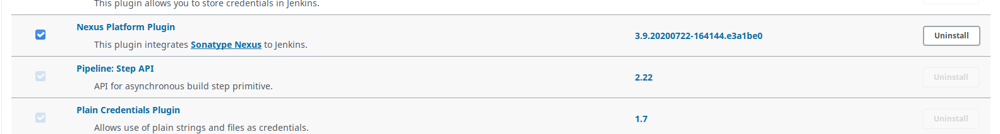 This plugin allows you to store credentials in Jenkins.
Nexus Platform Plugin
This plugin integrates Sonatype Nexus to Jenkins.
3.9.20200722-164144.e3a1be0
Uninstall
Pipeline: Step API
API for asynchronous build step primitive.
2.22
Uninstall
Plain Credentials Plugin
Allows use of plain strings and files as credentials.
1.7
Uninstall